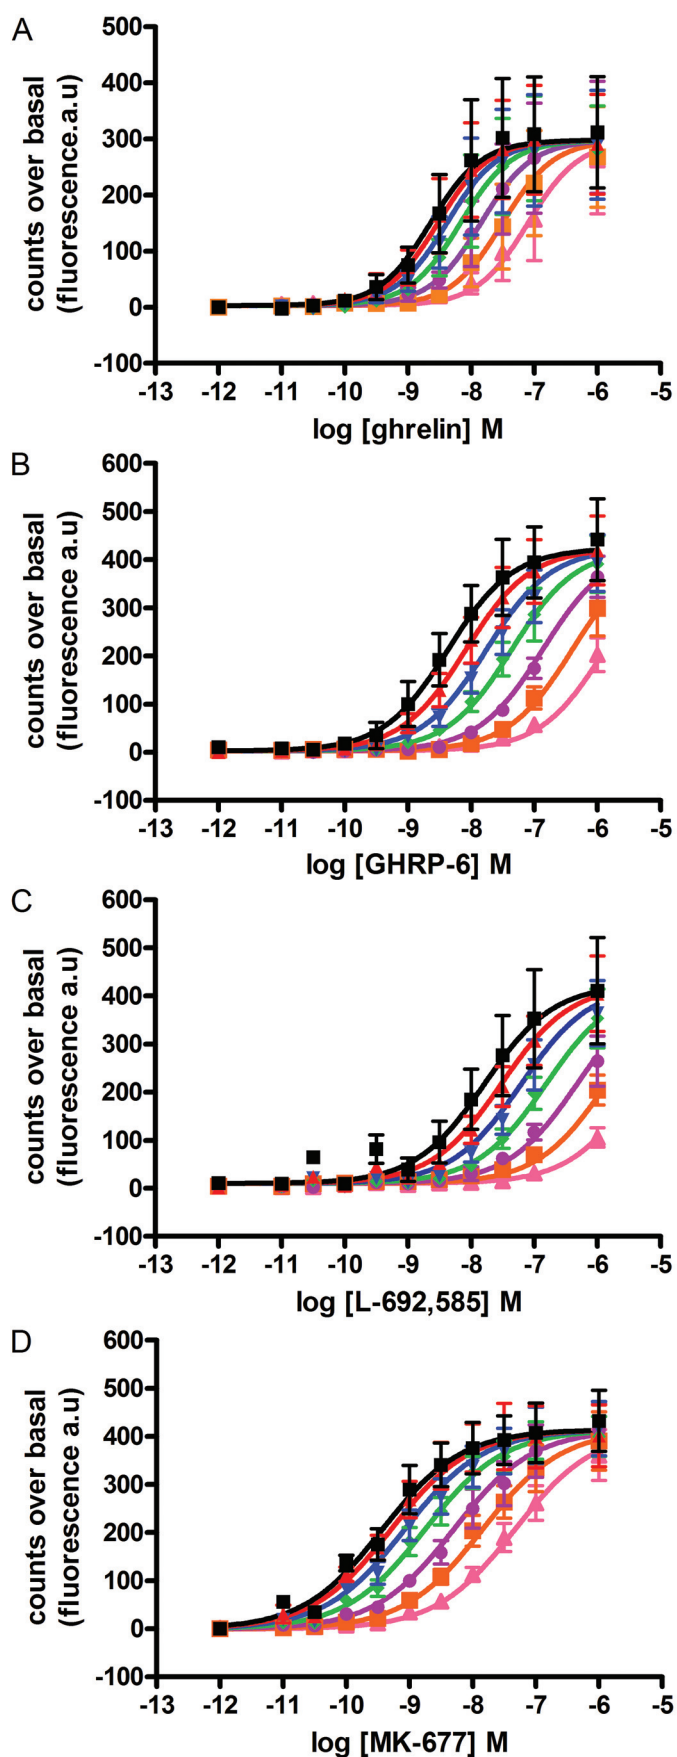 A
500
400
300
200
100
0
-100
counts over basal
(fluorescence.a.u)
-13 -12 -11 -10 -9 -8 -7 -6 -5
log [ghrelin] M
B
600
500
400
300
200
100
0
-100
counts over basal
(fluorescence a.u)
-13 -12 -11 -10 -9 -8 -7 -6 -5
log [GHRP-6] M
C
600
500
400
300
200
100
0
-100
counts over basal
(fluorescence a.u)
-13 -12 -11 -10 -9 -8 -7 -6 -5
log [L-692,585] M
D
600
500
400
300
200
100
0
-100
counts over basal
(fluorescence a.u)
-13 -12 -11 -10 -9 -8 -7 -6 -5
log [MK-677] M